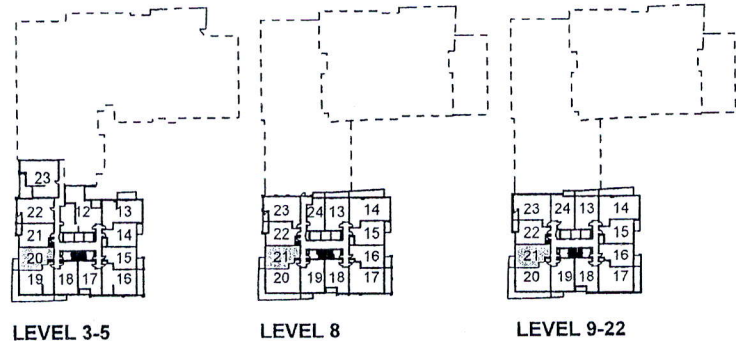 23
22 12 13
21 14
20 15
19 18 17 16
LEVEL 3-5
23 24 13 14
22 15
21 16
20 19 18 17
LEVEL 8
23 24 13 14
22 15
21 16
20 19 18 17
LEVEL 9-22